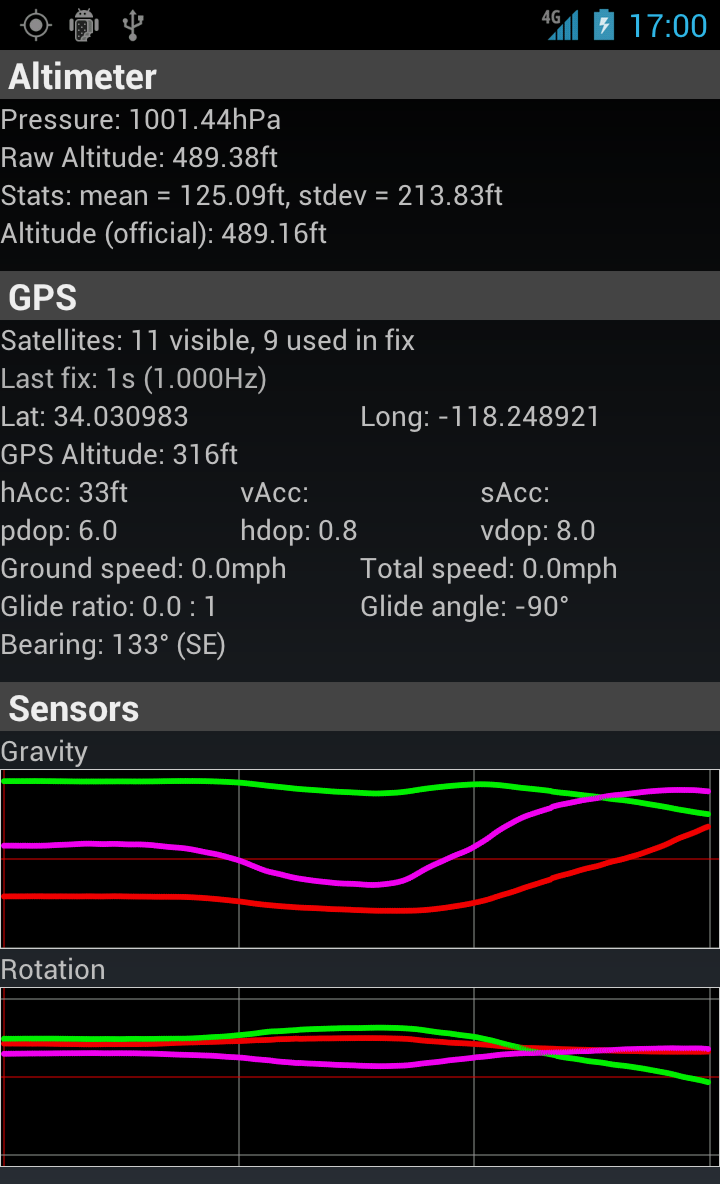 4G 17:00
Altimeter
Pressure: 1001.44hPa
Raw Altitude: 489.38ft
Stats: mean = 125.09ft, stdev = 213.83ft
Altitude (official): 489.16ft
GPS
Satellites: 11 visible, 9 used in fix
Last fix: 1s (1.000Hz)
Lat: 34.030983 Long: -118.248921
GPS Altitude: 316ft
hAcc: 33ft vAcc: sAcc:
pdop: 6.0 hdop: 0.8 vdop: 8.0
Ground speed: 0.0mph Total speed: 0.0mph
Glide ratio: 0.0 : 1 Glide angle: -90°
Bearing: 133° (SE)
Sensors
Gravity
Rotation